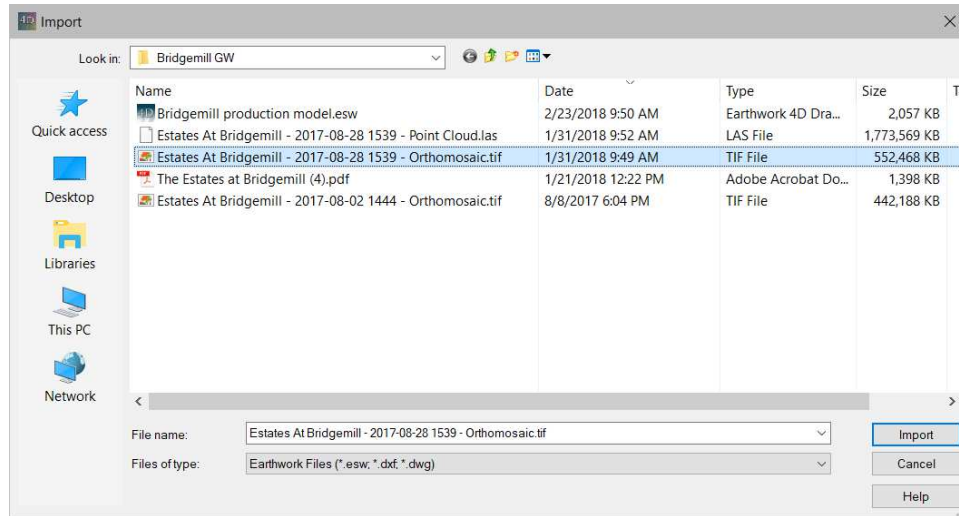 4D Import
Look in: Bridgemill GW
Name Date Type Size T
Bridgemill production model.esw 2/23/2018 9:50 AM Earthwork 4D Dra... 2,057 KB
Estates At Bridgemill - 2017-08-28 1539 - Point Cloud.las 1/31/2018 9:52 AM LAS File 1,773,569 KB
Estates At Bridgemill - 2017-08-28 1539 - Orthomosaic.tif 1/31/2018 9:49 AM TIF File 552,468 KB
The Estates at Bridgemill (4).pdf 1/21/2018 12:22 PM Adobe Acrobat Do... 1,398 KB
Estates At Bridgemill - 2017-08-02 1444 - Orthomosaic.tif 8/8/2017 6:04 PM TIF File 442,188 KB
Quick access
Desktop
Libraries
This PC
Network
File name: Estates At Bridgemill - 2017-08-28 1539 - Orthomosaic.tif Import
Files of type: Earthwork Files (*.esw; *.dxf; *.dwg) Cancel
Help